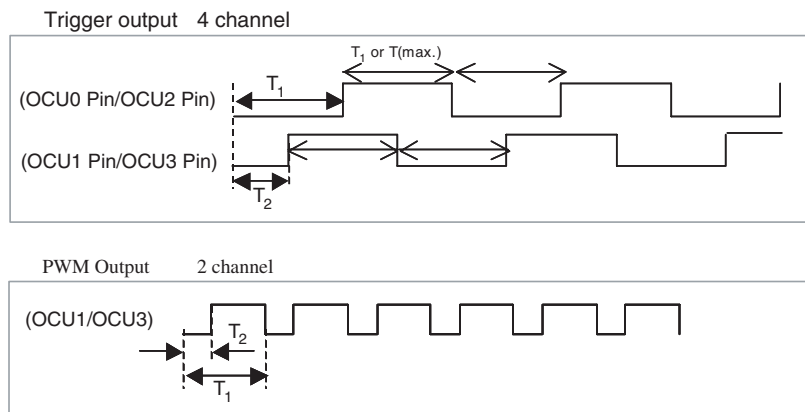 Trigger output 4 channel
T1 or T(max.)
T1
(OCU0 Pin/OCU2 Pin)
(OCU1 Pin/OCU3 Pin)
T2
PWM Output 2 channel
(OCU1/OCU3)
T2
T1